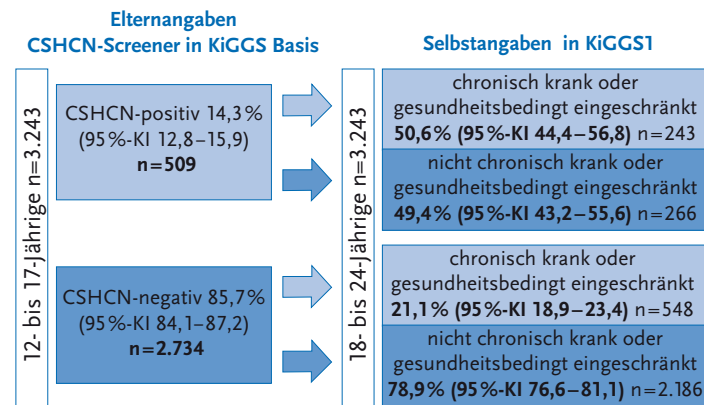 Elternangaben
CSHCN-Screener in KiGGS Basis
12- bis 17-Jährige n=3.243
CSHCN-positiv 14,3%
(95%-KI 12,8–15,9)
n=509
CSHCN-negativ 85,7%
(95%-KI 84,1–87,2)
n=2.734
Selbstangaben in KiGGS1
18- bis 24-Jährige n=3.243
chronisch krank oder
gesundheitsbedingt eingeschränkt
50,6% (95%-KI 44,4–56,8) n=243
nicht chronisch krank oder
gesundheitsbedingt eingeschränkt
49,4% (95%-KI 43,2–55,6) n=266
chronisch krank oder
gesundheitsbedingt eingeschränkt
21,1% (95%-KI 18,9–23,4) n=548
nicht chronisch krank oder
gesundheitsbedingt eingeschränkt
78,9% (95%-KI 76,6–81,1) n=2.186